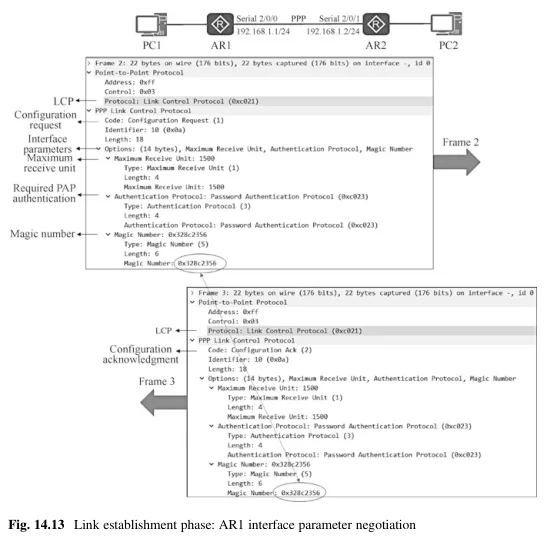 Serial 2/0/0 PPP Serial 2/0/1
192.168.1.1/24 192.168.1.2/24
PC1 AR1 AR2 PC2
> Frame 2: 22 bytes on wire (176 bits), 22 bytes captured (176 bits) on interface -, id 0
Point-to-Point Protocol
Address: 0xff
Control: 0x03
LCP
Protocol: Link Control Protocol (0xc021)
PPP Link Control Protocol
Configuration request
Code: Configuration Request (1)
Identifier: 10 (0x0a)
Length: 18
Interface parameters
Options: (14 bytes), Maximum Receive Unit, Authentication Protocol, Magic Number
Maximum receive unit
Maximum Receive Unit: 1500
Type: Maximum Receive Unit (1)
Length: 4
Maximum Receive Unit: 1500
Required PAP authentication
Authentication Protocol: Password Authentication Protocol (0xc023)
Type: Authentication Protocol (3)
Length: 4
Authentication Protocol: Password Authentication Protocol (0xc023)
Magic number
Magic Number: 0x328c2356
Type: Magic Number (5)
Length: 6
Magic Number: 0x328c2356
Frame 2
> Frame 3: 22 bytes on wire (176 bits), 22 bytes captured (176 bits) on interface -, id 0
Point-to-Point Protocol
Address: 0xff
Control: 0x03
LCP
Protocol: Link Control Protocol (0xc021)
PPP Link Control Protocol
Configuration acknowledgment
Code: Configuration Ack (2)
Identifier: 10 (0x0a)
Length: 18
Frame 3
Options: (14 bytes), Maximum Receive Unit, Authentication Protocol, Magic Number
Maximum Receive Unit: 1500
Type: Maximum Receive Unit (1)
Length: 4
Maximum Receive Unit: 1500
Authentication Protocol: Password Authentication Protocol (0xc023)
Type: Authentication Protocol (3)
Length: 4
Authentication Protocol: Password Authentication Protocol (0xc023)
Magic Number: 0x328c2356
Type: Magic Number (5)
Length: 6
Magic Number: 0x328c2356
Fig. 14.13 Link establishment phase: AR1 interface parameter negotiation